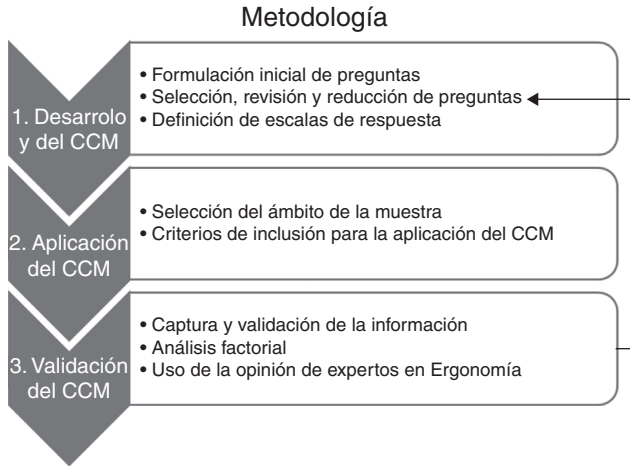 Metodología
1. Desarrolo
y del CCM
• Formulación inicial de preguntas
• Selección, revisión y reducción de preguntas
• Definición de escalas de respuesta
2. Aplicación
del CCM
• Selección del ámbito de la muestra
• Criterios de inclusión para la aplicación del CCM
3. Validación
del CCM
• Captura y validación de la información
• Análisis factorial
• Uso de la opinión de expertos en Ergonomía